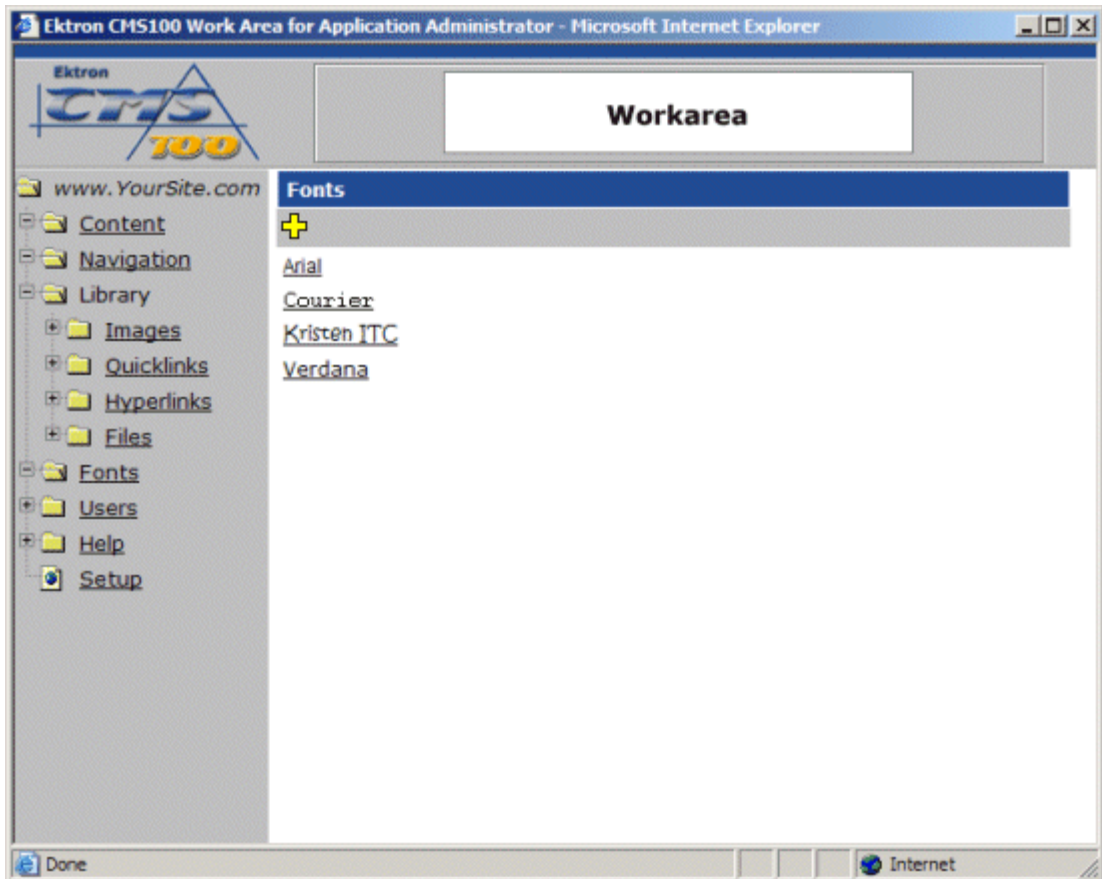 Ektron CMS100 Work Area for Application Administrator - Microsoft Internet Explorer
Ektron
CMS
100
Workarea
www.YourSite.com
Content
Navigation
Library
Images
Quicklinks
Hyperlinks
Files
Fonts
Users
Help
Setup
Fonts
Arial
Courier
Kristen ITC
Verdana
Done
Internet